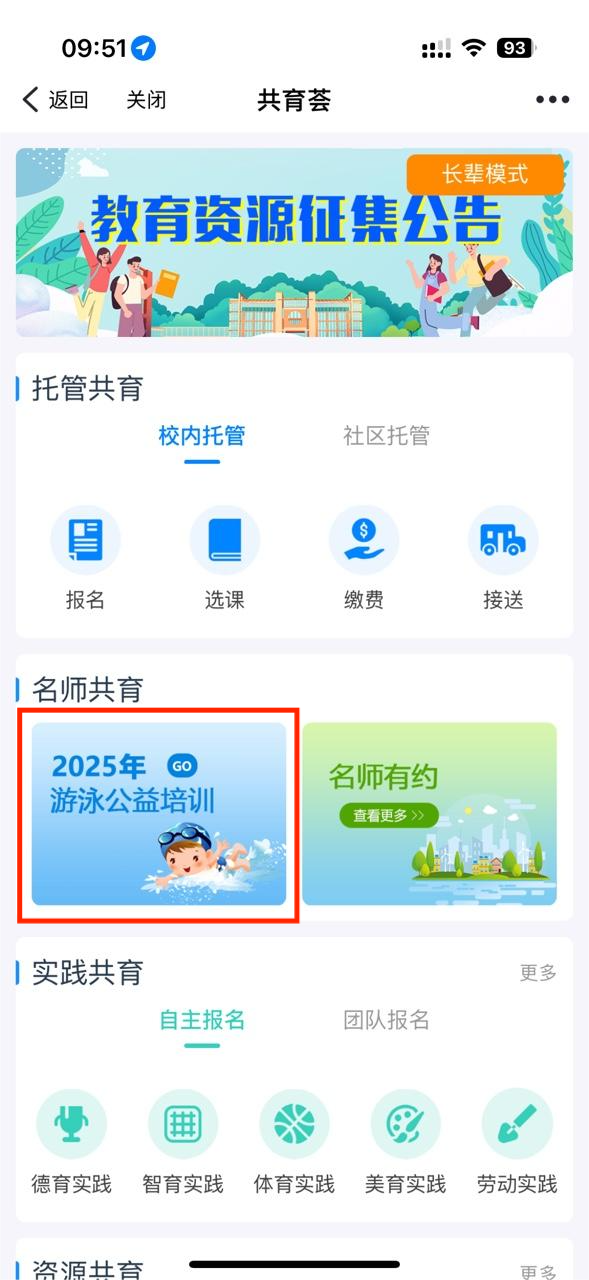 09:51
93
返回
关闭
共育荟
长辈模式
教育资源征集公告
托管共育
校内托管
社区托管
报名
选课
缴费
接送
名师共育
2025年 GO
游泳公益培训
名师有约
查看更多 >>
实践共育
更多
自主报名
团队报名
德育实践
智育实践
体育实践
美育实践
劳动实践
资源共育
更多